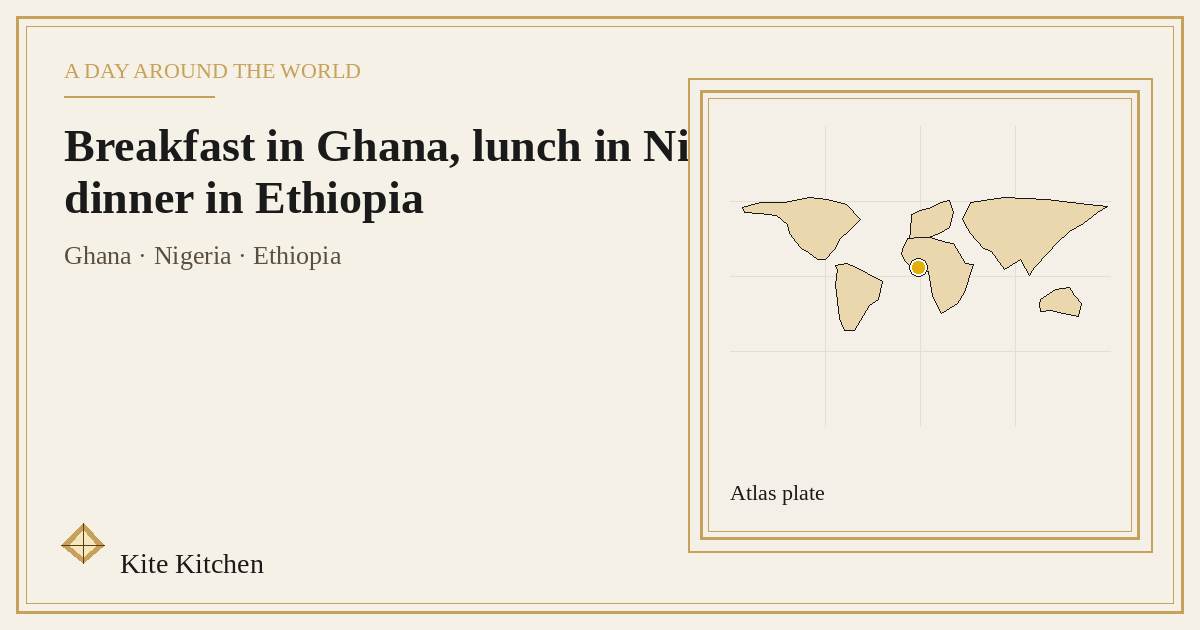 A DAY AROUND THE WORLD
Breakfast in Ghana, lunch in
dinner in Ethiopia
Ghana · Nigeria · Ethiopia
Atlas plate
Kite Kitchen